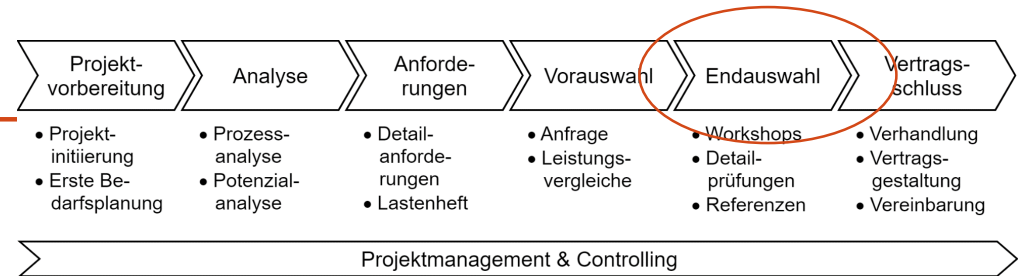 Projekt-
vorbereitung
Analyse
Anforde-
rungen
Vorauswahl
Endauswahl
Vertrags-
schluss
• Projekt-
initiierung
• Erste Be-
darfsplanung
• Prozess-
analyse
• Potenzial-
analyse
• Detail-
anforde-
rungen
• Lastenheft
• Anfrage
• Leistungs-
vergleiche
• Workshops
• Detail-
prüfungen
• Referenzen
• Verhandlung
• Vertrags-
gestaltung
• Vereinbarung
Projektmanagement & Controlling